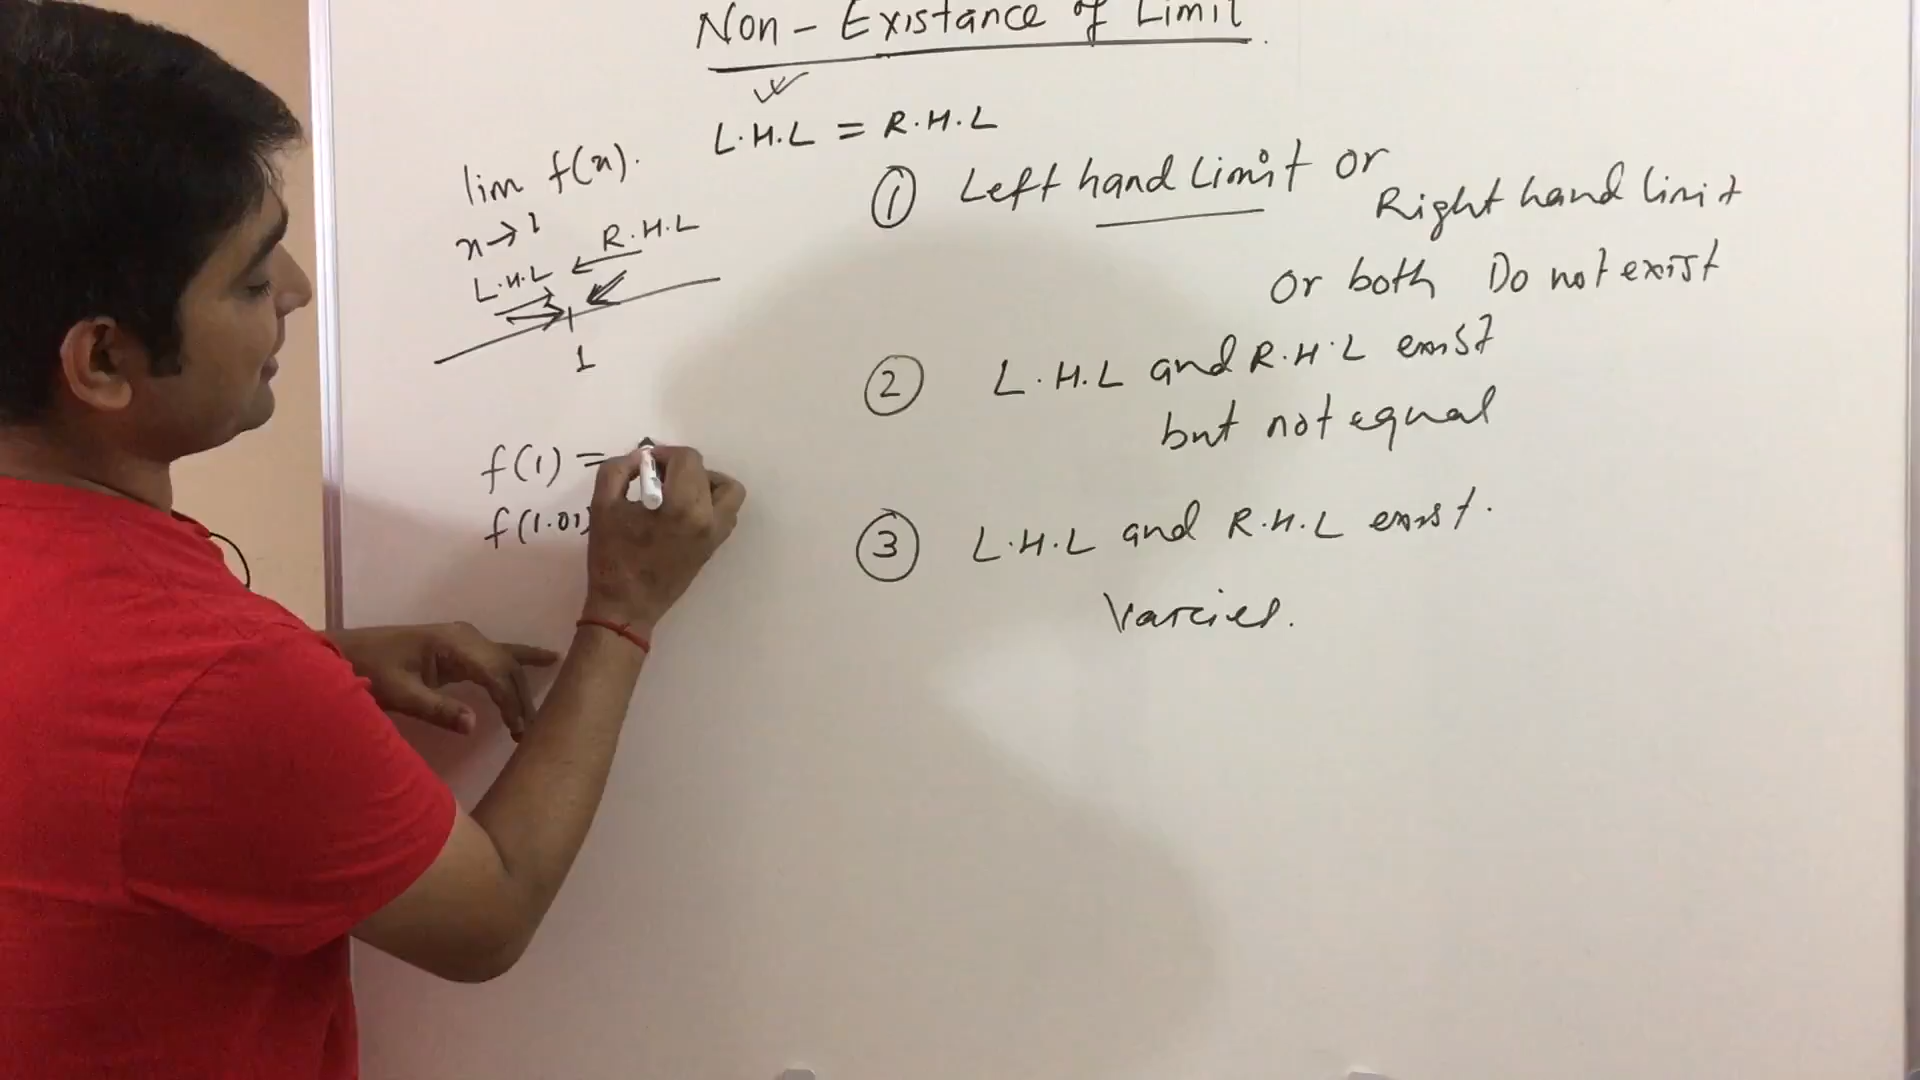 Non - Existance of Limit.
L.H.L = R.H.L
lim f(x).
x→1
R.H.L
L.H.L
1
f(1) =
f(1.01)
① Left hand Limit or
Right hand limit
or both Do not exist
② L.H.L and R.H.L exist
but not equal
③ L.H.L and R.H.L exist.
Varries.